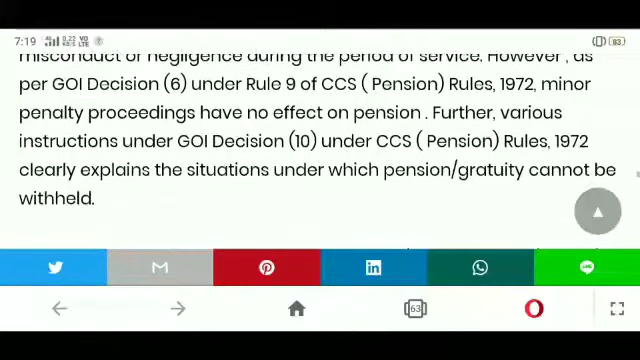 7:19
misconduct or negligence during the period of service. However, as
per GOI Decision (6) under Rule 9 of CCS ( Pension) Rules, 1972, minor
penalty proceedings have no effect on pension . Further, various
instructions under GOI Decision (10) under CCS ( Pension) Rules, 1972
clearly explains the situations under which pension/gratuity cannot be
withheld.
63